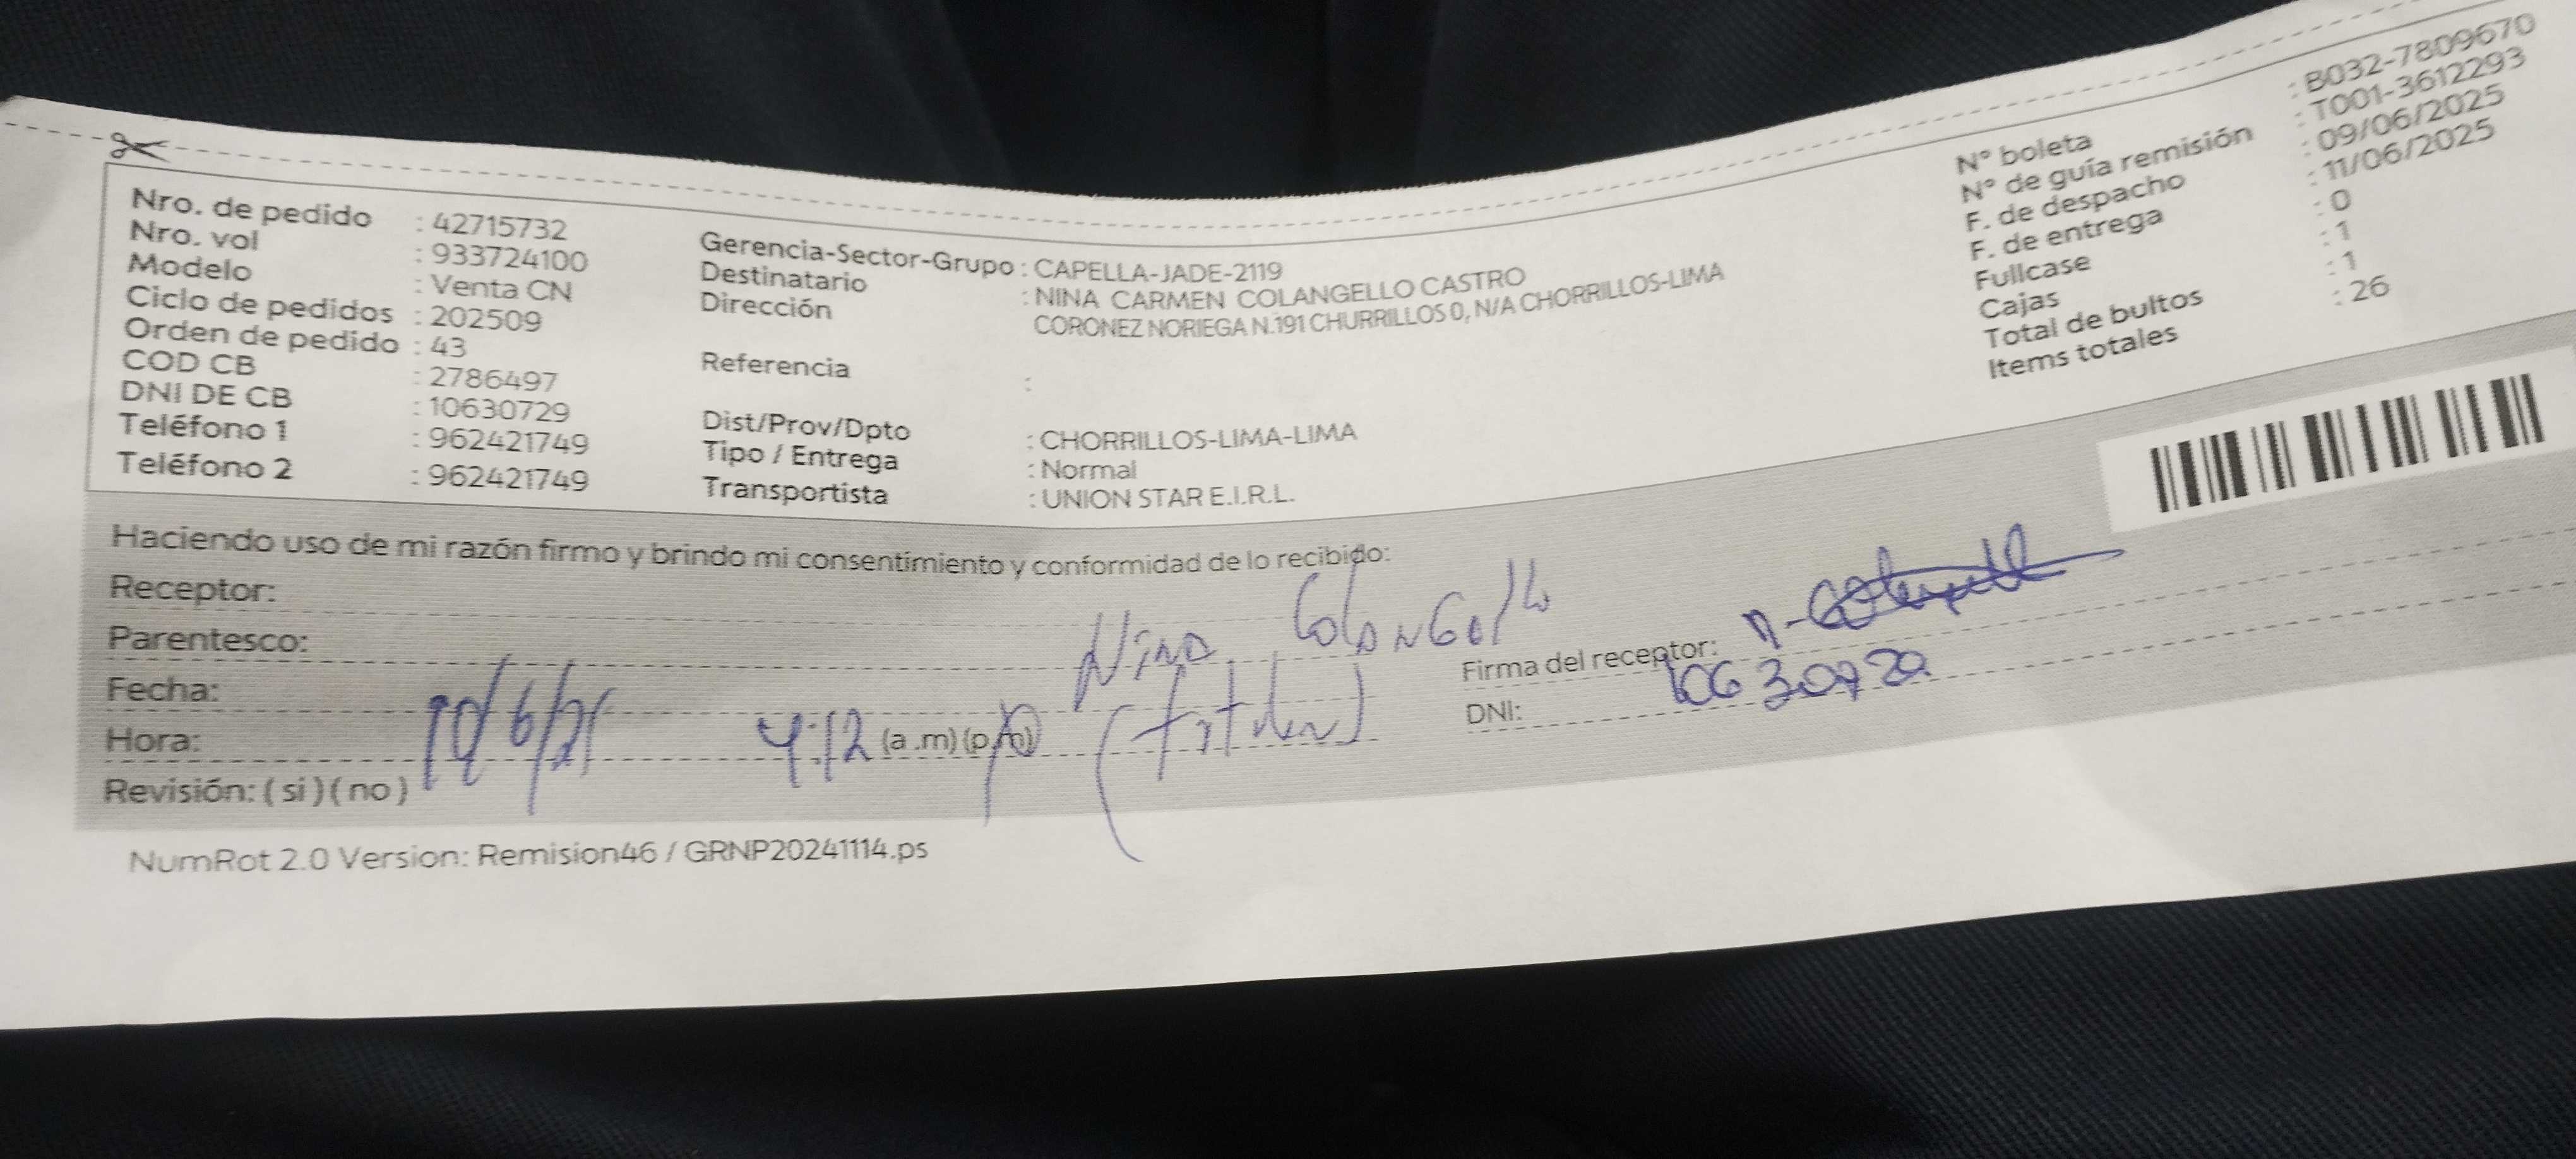 Nro. de pedido : 42715732
Nro. vol : 933724100
Modelo : Venta CN
Ciclo de pedidos : 202509
Orden de pedido : 43
COD CB : 2786497
DNI DE CB : 10630729
Teléfono 1 : 962421749
Teléfono 2 : 962421749
Gerencia-Sector-Grupo : CAPELLA-JADE-2119
Destinatario : NINA CARMEN COLANGELLO CASTRO
Dirección : CORONEZ NORIEGA N.191 CHURRILLOS 0, N/A CHORRILLOS-LIMA
Referencia :
Dist/Prov/Dpto : CHORRILLOS-LIMA-LIMA
Tipo / Entrega : Normal
Transportista : UNION STAR E.I.R.L.
N° boleta : B032-7809670
N° de guía remisión : T001-3612293
F. de despacho : 09/06/2025
F. de entrega : 11/06/2025
Fullcase : 0
Cajas : 1
Total de bultos : 1
Items totales : 26
Haciendo uso de mi razón firmo y brindo mi consentimiento y conformidad de lo recibido:
Receptor: Nina Colangello
Parentesco: (titular)
Fecha:
Hora: 4:12 (a.m) (p.m)
Revisión: ( si ) ( no )
Firma del receptor:
DNI: 10630729
NumRot 2.0 Version: Remision46 / GRNP20241114.ps